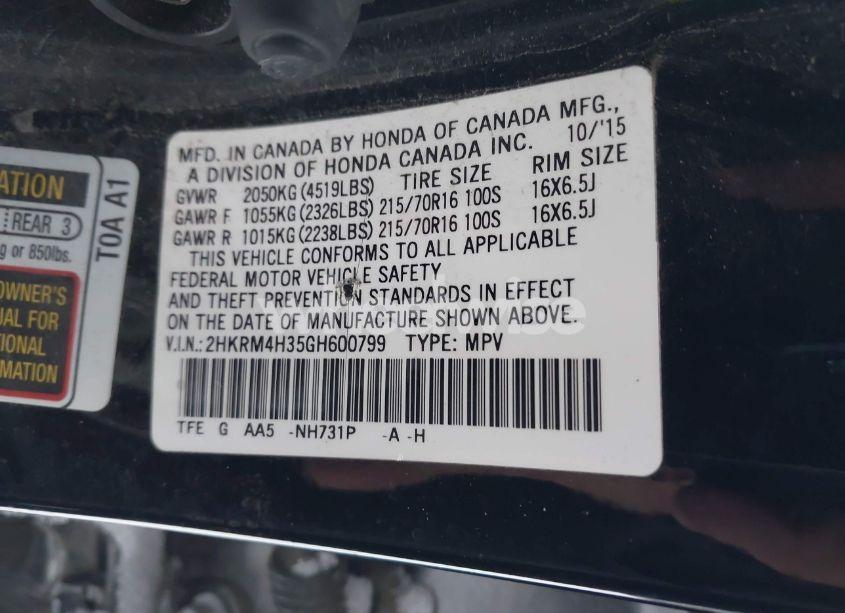 MFD. IN CANADA BY HONDA OF CANADA MFG.,
A DIVISION OF HONDA CANADA INC. 10/'15
GVWR 2050KG (4519LBS) TIRE SIZE RIM SIZE
GAWR F 1055KG (2326LBS) 215/70R16 100S 16X6.5J
GAWR R 1015KG (2238LBS) 215/70R16 100S 16X6.5J
THIS VEHICLE CONFORMS TO ALL APPLICABLE
FEDERAL MOTOR VEHICLE SAFETY
AND THEFT PREVENTION STANDARDS IN EFFECT
ON THE DATE OF MANUFACTURE SHOWN ABOVE.
V.I.N.: 2HKRM4H35GH600799 TYPE: MPV
TFE G AA5 -NH731P -A -H
ATION
REAR 3
g or 850lbs.
OWNER'S
UAL FOR
TIONAL
RMATION
T0A A1